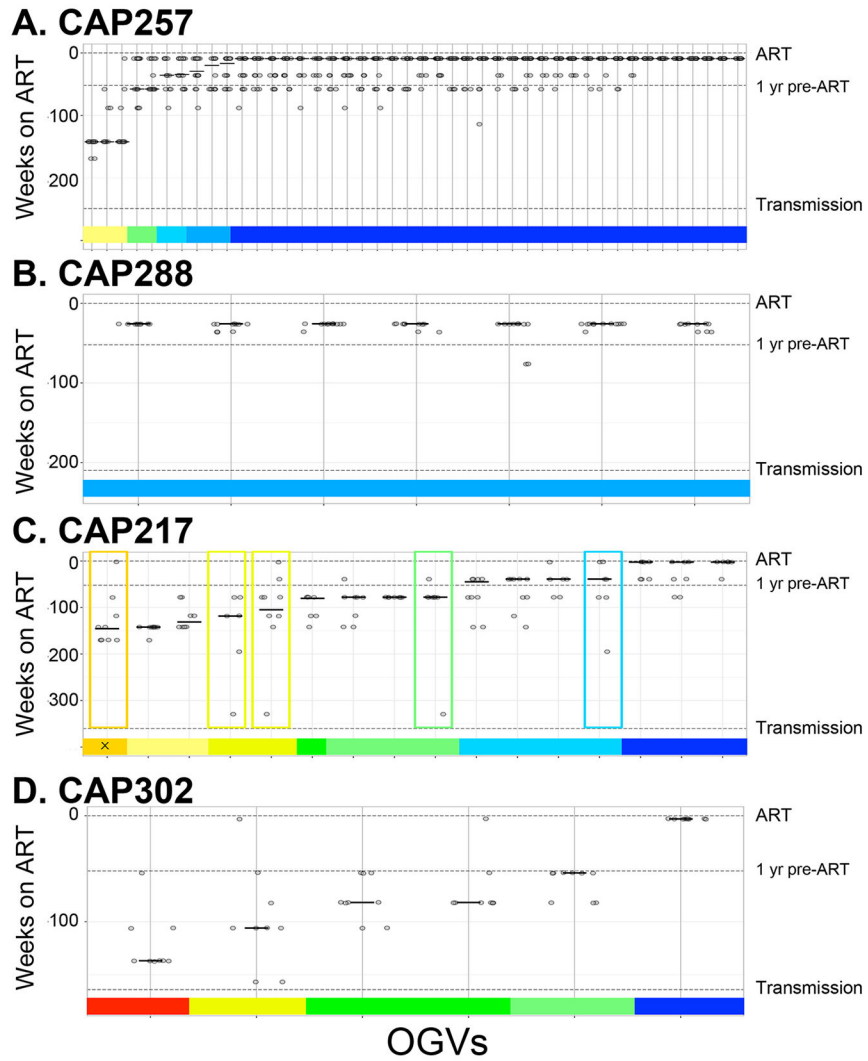 A. CAP257
0
-100
200
Weeks on ART
ART
1 yr pre-ART
Transmission
B. CAP288
0
-100
200
Weeks on ART
ART
1 yr pre-ART
Transmission
C. CAP217
0
100
200
300
Weeks on ART
ART
1 yr pre-ART
Transmission
×
D. CAP302
0
-100
Weeks on ART
ART
1 yr pre-ART
Transmission
OGVs